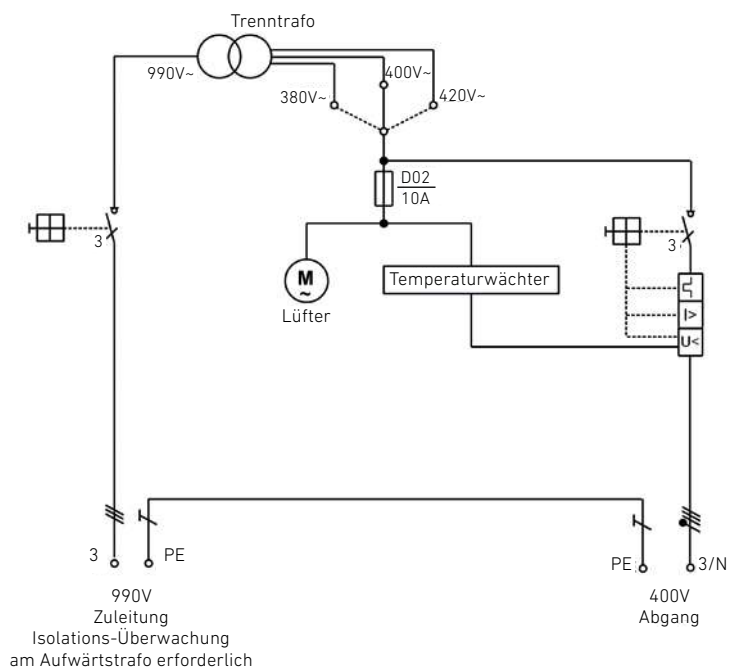 Trenntrafo
990V~
380V~
400V~
420V~
D02
10A
3
3
M
~
Lüfter
Temperaturwächter
I>
U<
3
PE
PE
3/N
990V
Zuleitung
Isolations-Überwachung
am Aufwärtstrafo erforderlich
400V
Abgang